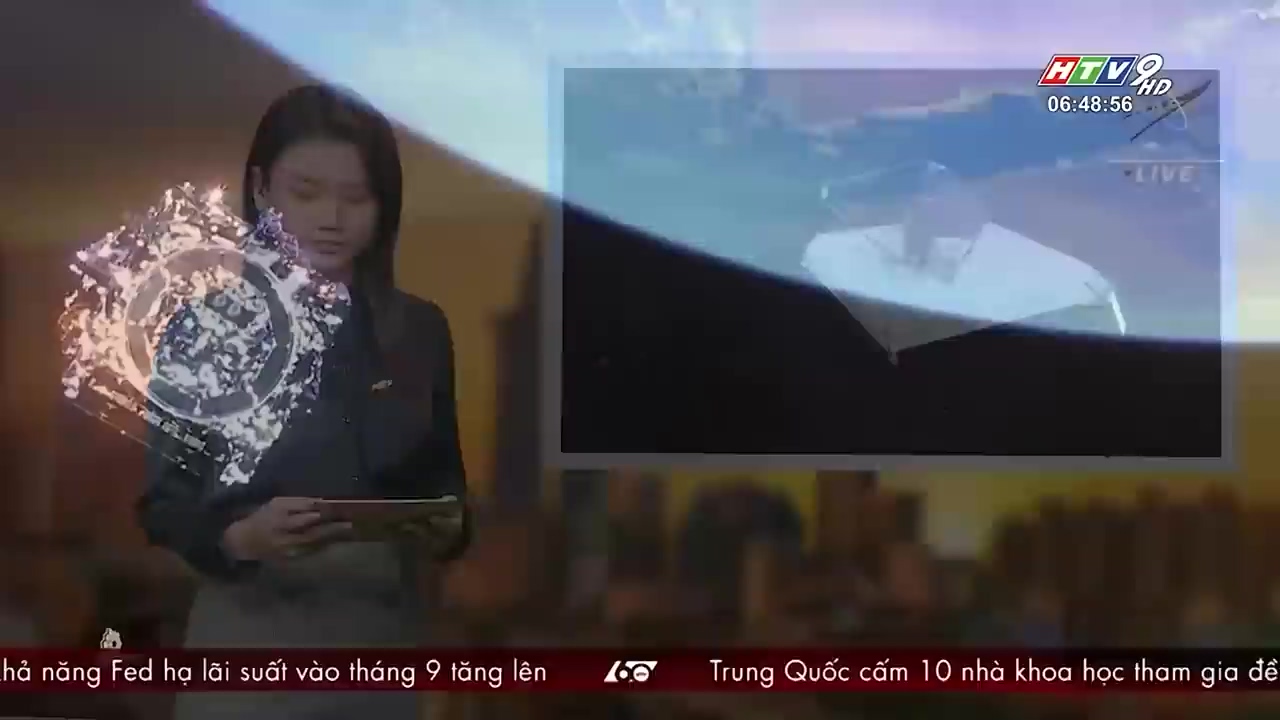 HTV9
HD
06:48:56
LIVE
hả năng Fed hạ lãi suất vào tháng 9 tăng lên
60
Trung Quốc cấm 10 nhà khoa học tham gia đề